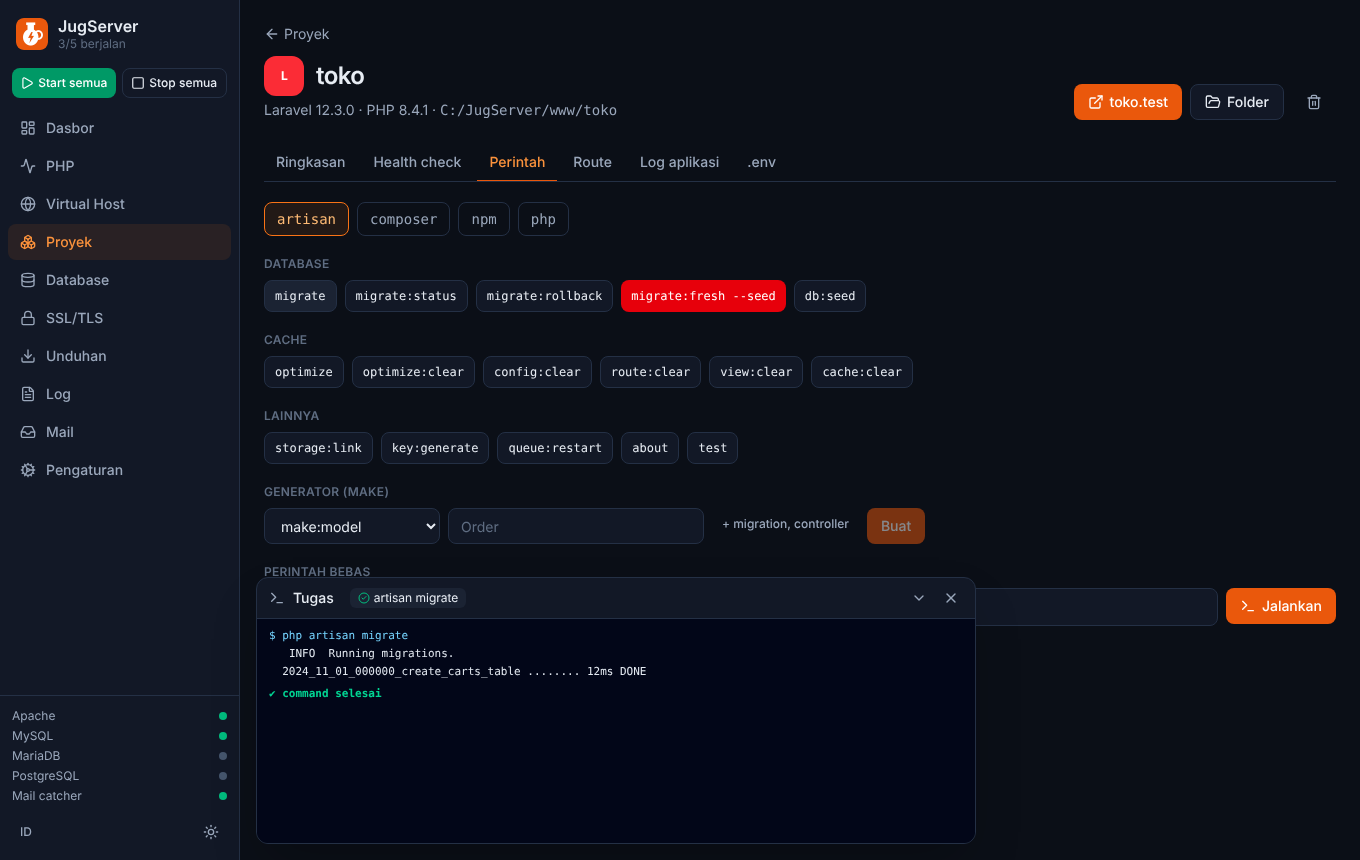 JugServer
3/5 berjalan
Start semua
Stop semua
Dasbor
PHP
Virtual Host
Proyek
Database
SSL/TLS
Unduhan
Log
Mail
Pengaturan
Apache
MySQL
MariaDB
PostgreSQL
Mail catcher
ID
Proyek
L
toko
Laravel 12.3.0 · PHP 8.4.1 · C:/JugServer/www/toko
toko.test
Folder
Ringkasan Health check Perintah Route Log aplikasi .env
artisan composer npm php
DATABASE
migrate migrate:status migrate:rollback migrate:fresh --seed db:seed
CACHE
optimize optimize:clear config:clear route:clear view:clear cache:clear
LAINNYA
storage:link key:generate queue:restart about test
GENERATOR (MAKE)
make:model Order + migration, controller Buat
PERINTAH BEBAS
Jalankan
Tugas artisan migrate
$ php artisan migrate
INFO Running migrations.
2024_11_01_000000_create_carts_table ........ 12ms DONE
✔ command selesai